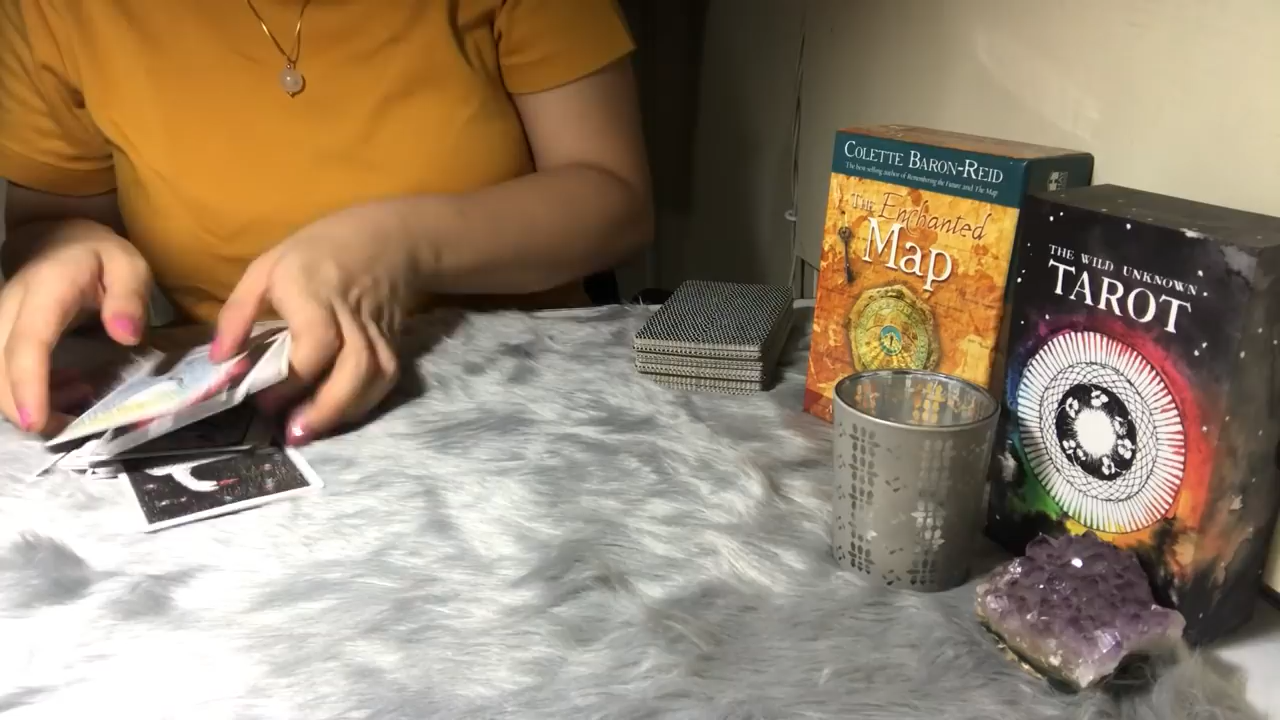 COLETTE BARON-REID
The best-selling author of Remembering the Future and The Map
THE Enchanted
Map
THE WILD UNKNOWN
TAROT